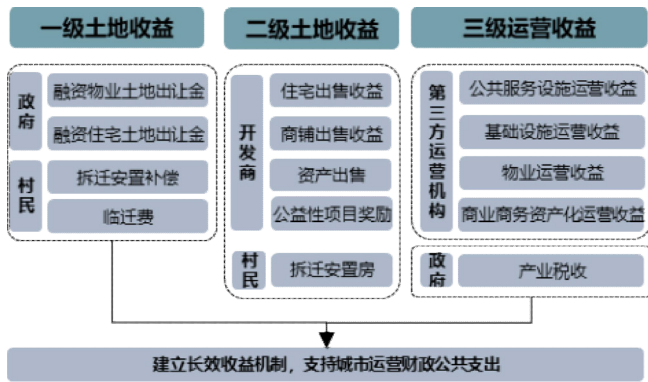 一级土地收益
二级土地收益
三级运营收益
政府
融资物业土地出让金
融资住宅土地出让金
村民
拆迁安置补偿
临迁费
开发商
住宅出售收益
商铺出售收益
资产出售
公益性项目奖励
村民
拆迁安置房
第三方运营机构
公共服务设施运营收益
基础设施运营收益
物业运营收益
商业商务资产化运营收益
政府
产业税收
建立长效收益机制，支持城市运营财政公共支出